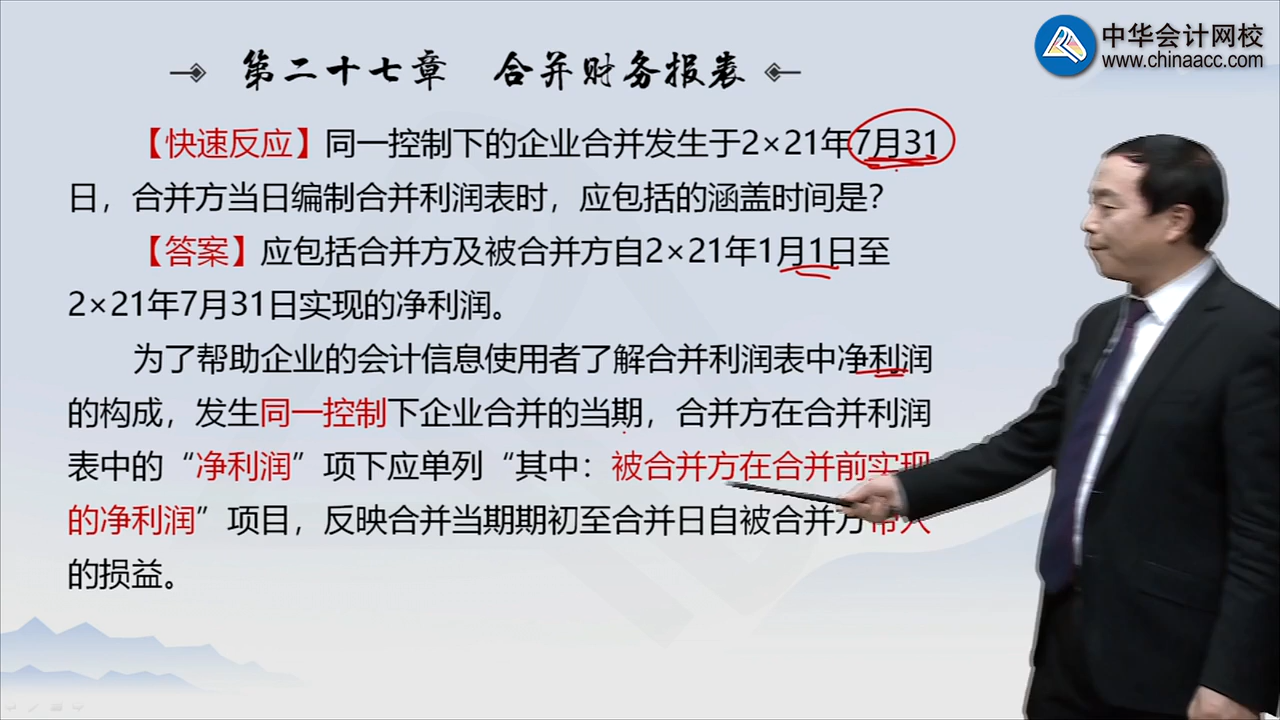 中华会计网校
www.chinaacc.com
第二十七章 合并财务报表
【快速反应】同一控制下的企业合并发生于2×21年7月31
日，合并方当日编制合并利润表时，应包括的涵盖时间是？
【答案】应包括合并方及被合并方自2×21年1月1日至
2×21年7月31日实现的净利润。
为了帮助企业的会计信息使用者了解合并利润表中净利润
的构成，发生同一控制下企业合并的当期，合并方在合并利润
表中的“净利润”项下应单列“其中：被合并方在合并前实现
的净利润”项目，反映合并当期期初至合并日自被合并方带入
的损益。